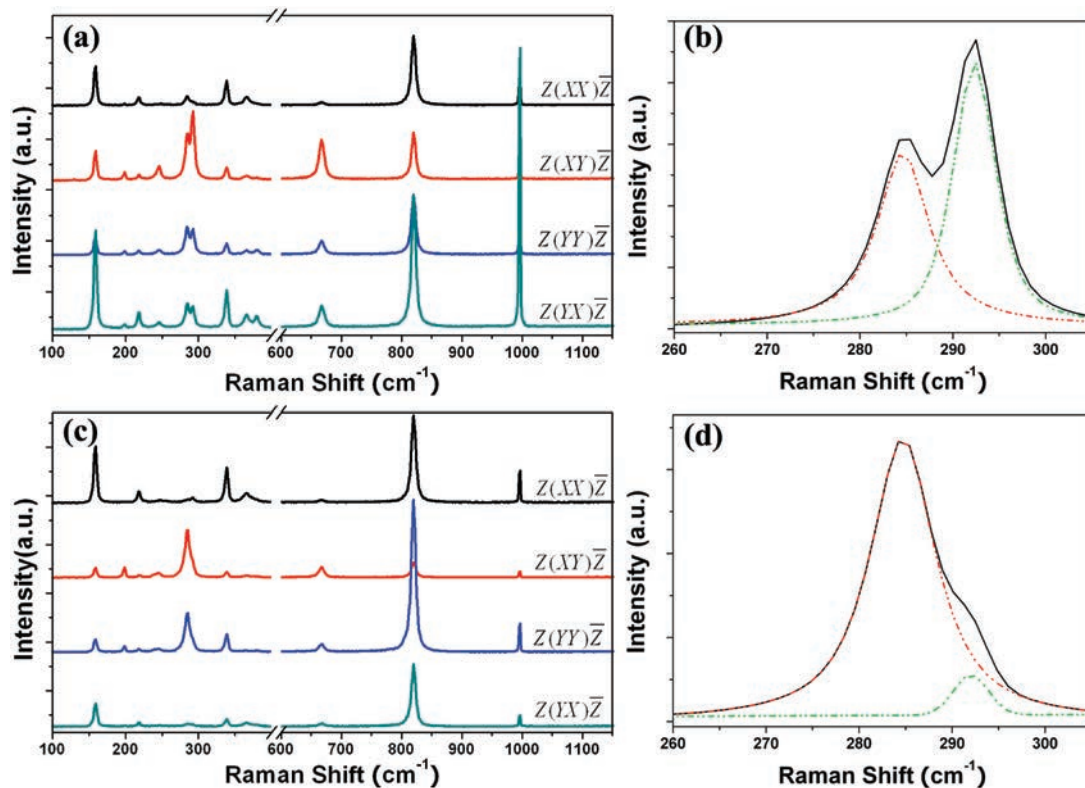 (a)
Intensity (a.u.)
Z(XX)Z̅
Z(XY)Z̅
Z(YY)Z̅
Z(YX)Z̅
100 200 300 600 700 800 900 1000 1100
Raman Shift (cm⁻¹)
(b)
Intensity (a.u.)
260 270 280 290 300
Raman Shift (cm⁻¹)
(c)
Intensity(a.u.)
Z(XX)Z̅
Z(XY)Z̅
Z(YY)Z̅
Z(YX)Z̅
100 200 300 600 700 800 900 1000 1100
Raman Shift (cm⁻¹)
(d)
Intensity (a.u.)
260 270 280 290 300
Raman Shift (cm⁻¹)